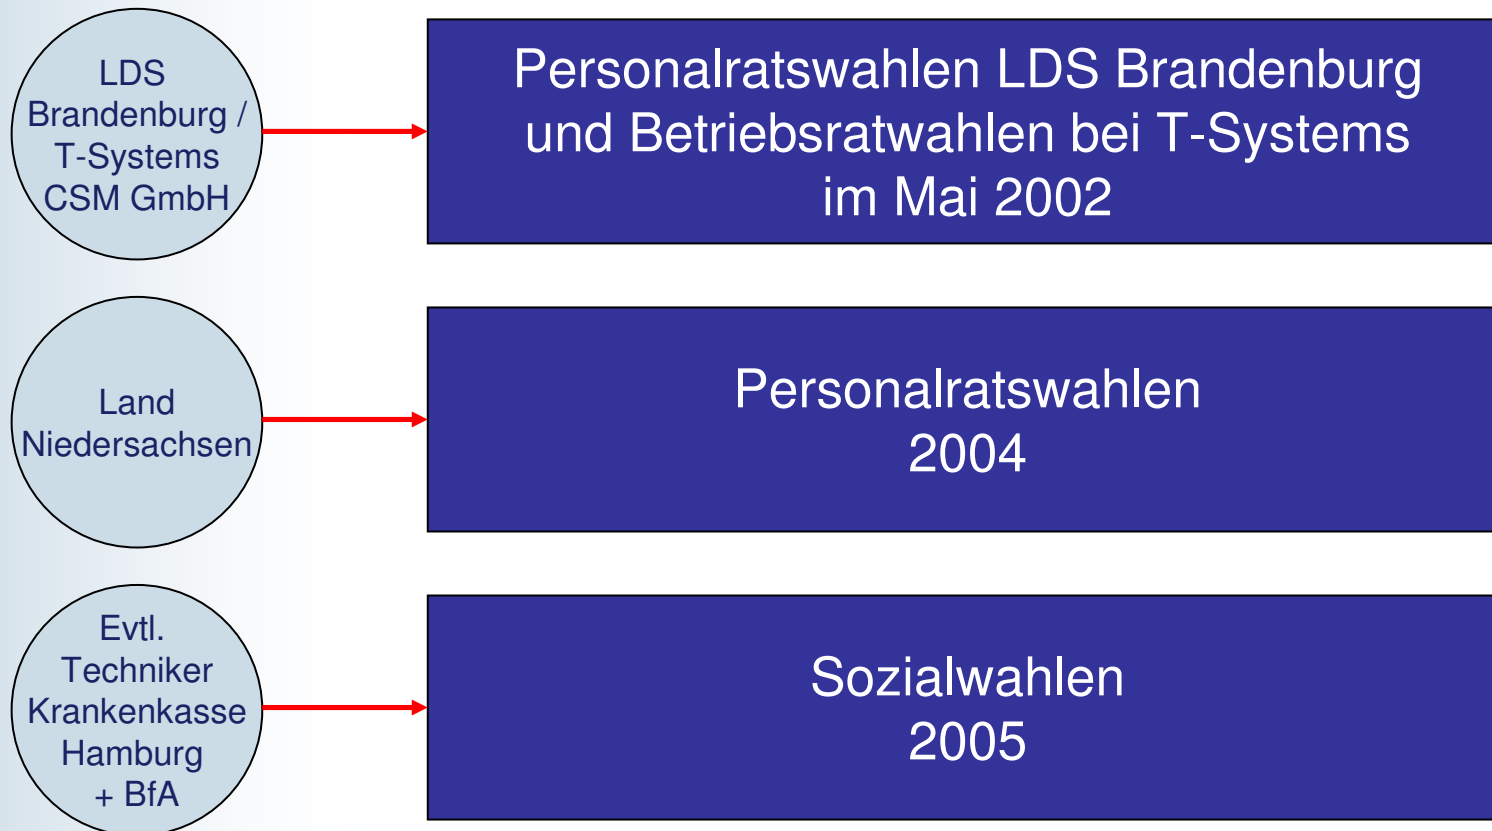 LDS
Brandenburg /
T-Systems
CSM GmbH
Personalratswahlen LDS Brandenburg
und Betriebsratwahlen bei T-Systems
im Mai 2002
Land
Niedersachsen
Personalratswahlen
2004
Evtl.
Techniker
Krankenkasse
Hamburg
+ BfA
Sozialwahlen
2005